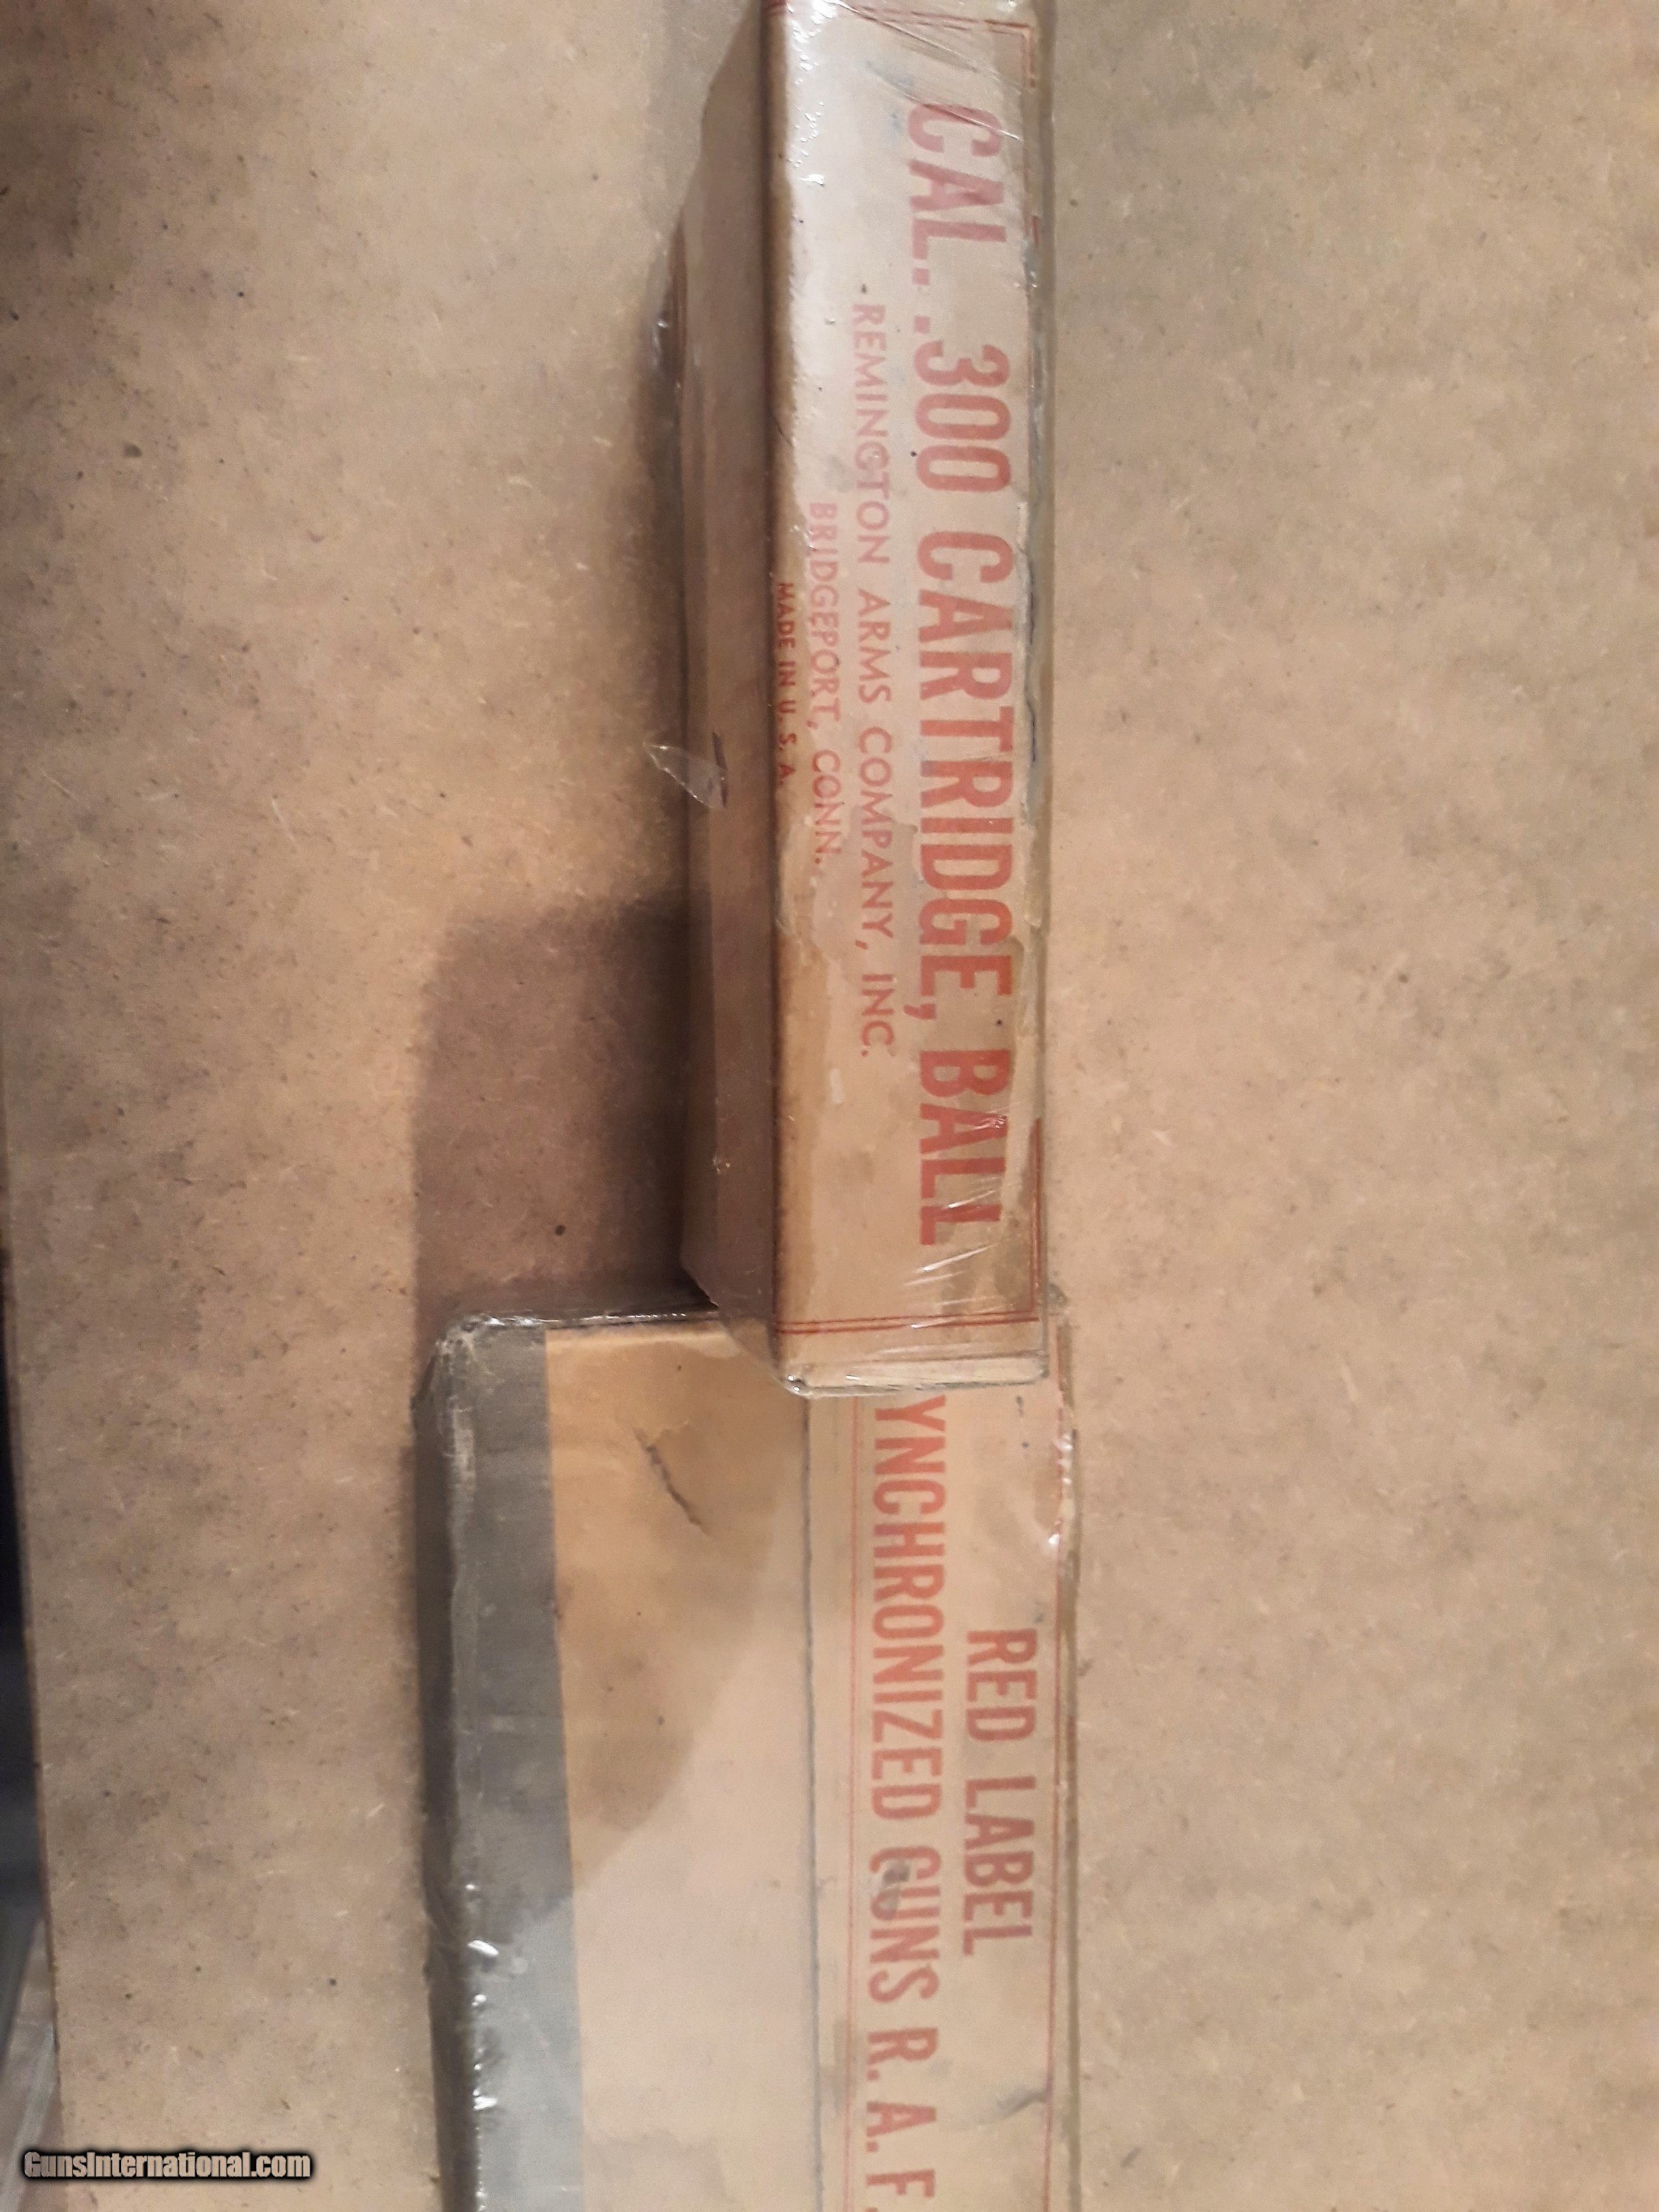 CAL. .300 CARTRIDGE, BALL
REMINGTON ARMS COMPANY, INC.
BRIDGEPORT, CONN.
MADE IN U. S. A.
RED LABEL
YNCHRONIZED GUNS R. A. F.
GunsInternational.com